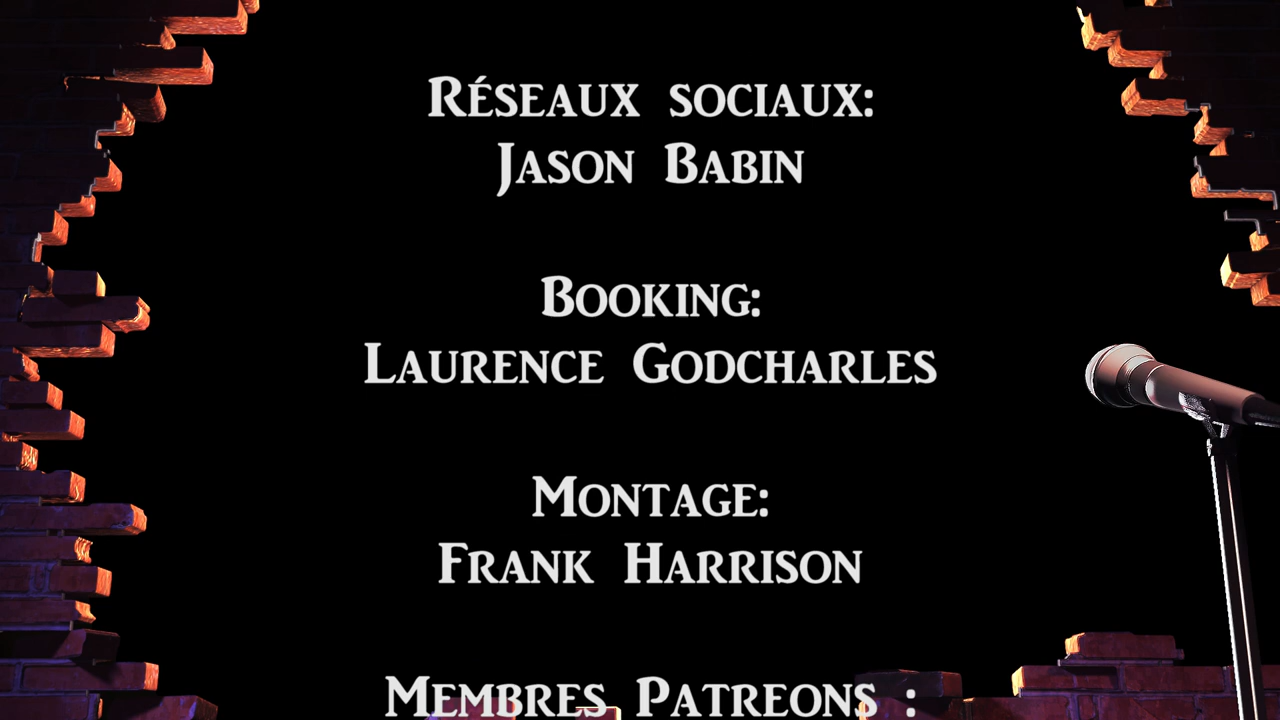 Réseaux sociaux:
Jason Babin
Booking:
Laurence Godcharles
Montage:
Frank Harrison
Membres Patreons :